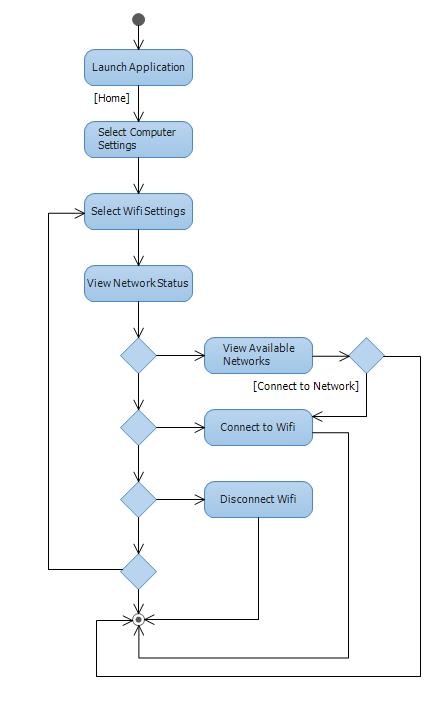 Launch Application
[Home]
Select Computer
Settings
Select Wifi Settings
View Network Status
View Available
Networks
[Connect to Network]
Connect to Wifi
Disconnect Wifi